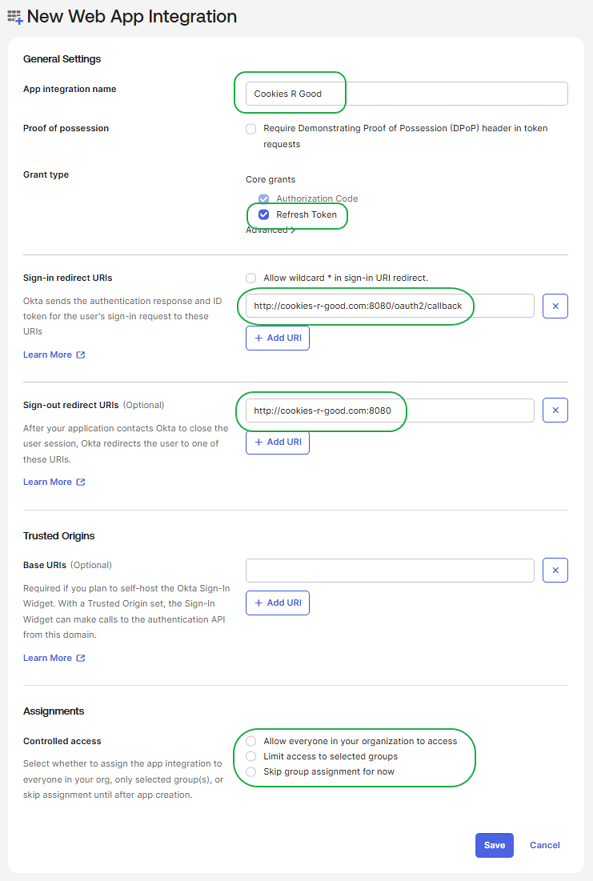 New Web App Integration
General Settings
App integration name
Cookies R Good
Proof of possession
Require Demonstrating Proof of Possession (DPoP) header in token
requests
Grant type
Core grants
Authorization Code
Refresh Token
Advanced
Sign-in redirect URIs
Allow wildcard * in sign-in URI redirect.
Okta sends the authentication response and ID
token for the user's sign-in request to these
URIs
http://cookies-r-good.com:8080/oauth2/callback
+ Add URI
Learn More
Sign-out redirect URIs (Optional)
http://cookies-r-good.com:8080
After your application contacts Okta to close the
user session, Okta redirects the user to one of
these URIs.
+ Add URI
Learn More
Trusted Origins
Base URIs (Optional)
Required if you plan to self-host the Okta Sign-In
Widget. With a Trusted Origin set, the Sign-In
Widget can make calls to the authentication API
from this domain.
+ Add URI
Learn More
Assignments
Controlled access
Allow everyone in your organization to access
Limit access to selected groups
Skip group assignment for now
Select whether to assign the app integration to
everyone in your org, only selected group(s), or
skip assignment until after app creation.
Save
Cancel